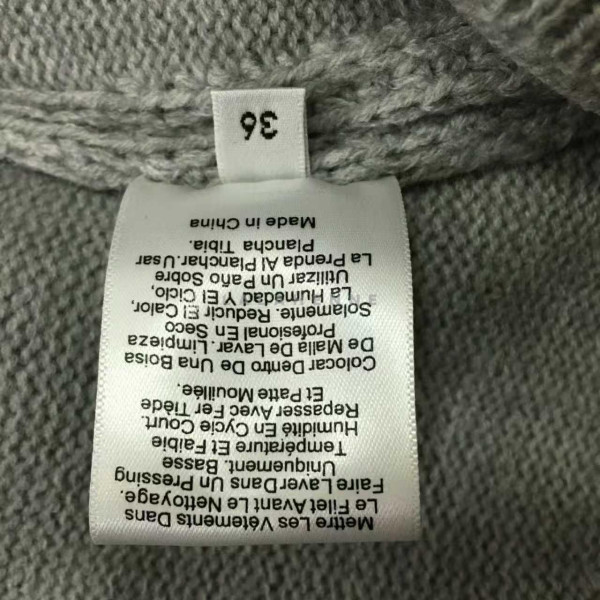 Mettre Les Vêtements Dans
Le Filet Avant Le Nettoyage.
Faire Laver Dans Un Pressing
Uniquement. Basse
Température Et Faibie
Humidité En Cycle Court.
Repasser Avec Fer Tiède
Et Patte Mouillée.
Colocar Dentro De Una Boisa
De Malla De Lavar. Limpieza
Profesional En Seco
Solamente. Reducir El Calor,
La Humedad Y El Ciclo,
Utilizar Un Paño Sobre
La Prenda Al Planchar.Usar
Plancha Tibia.
Made in China
36